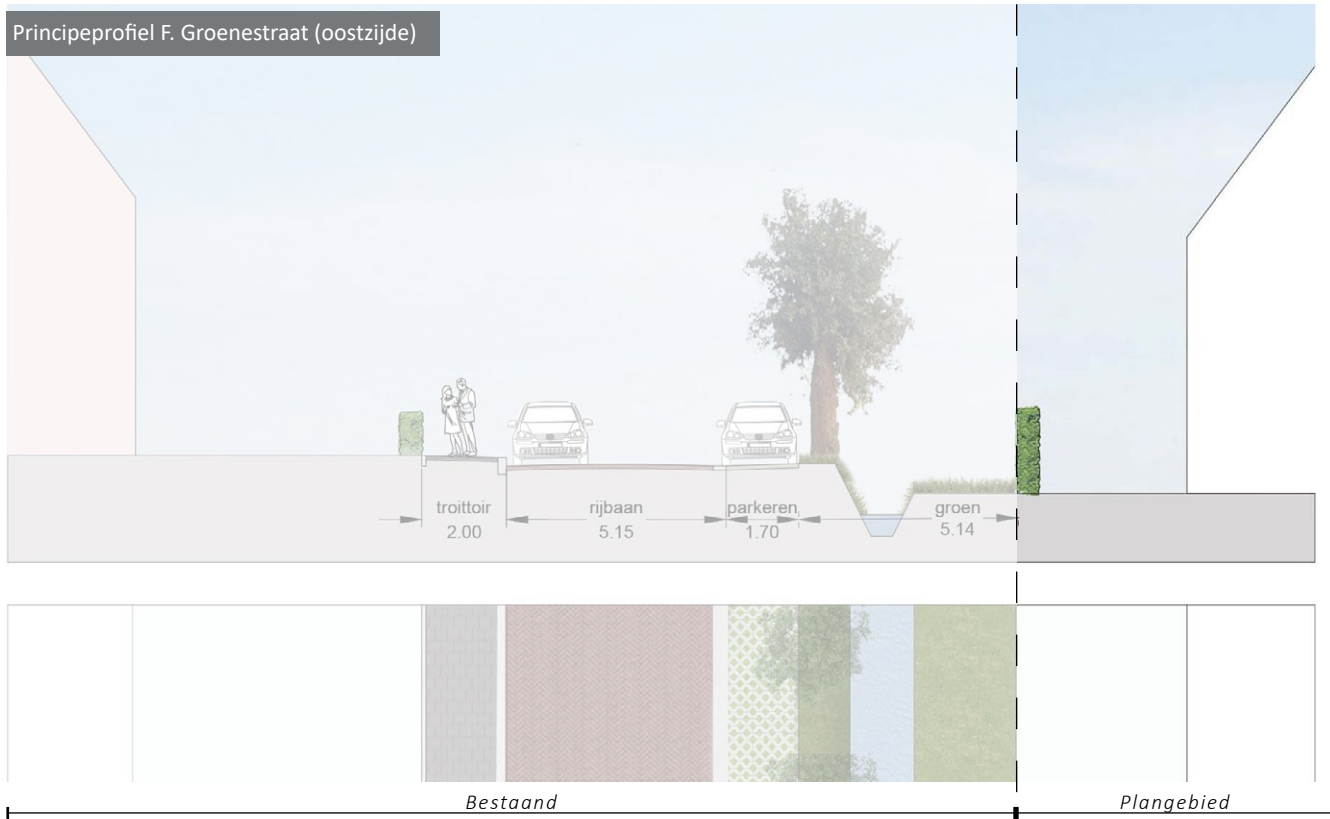 Principeprofiel F. Groenestraat (oostzijde)
troittoir
2.00
rijbaan
5.15
parkeren
1.70
groen
5.14
Bestaand
Plangebied